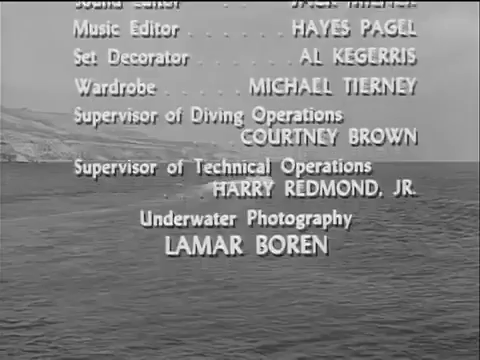 Music Editor . . . . . . HAYES PAGEL
Set Decorator . . . . . . AL KEGERRIS
Wardrobe . . . . . MICHAEL TIERNEY
Supervisor of Diving Operations
COURTNEY BROWN
Supervisor of Technical Operations
. . . HARRY REDMOND, JR.
Underwater Photography
LAMAR BOREN